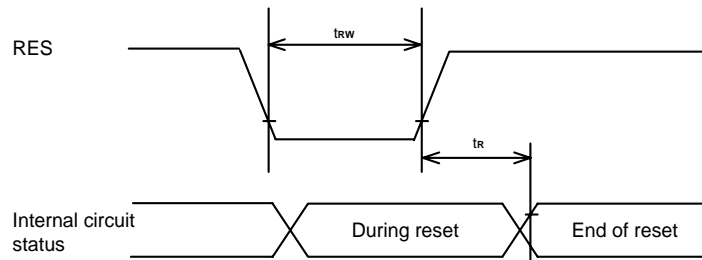 tRW
RES
tR
Internal circuit
status
During reset
End of reset